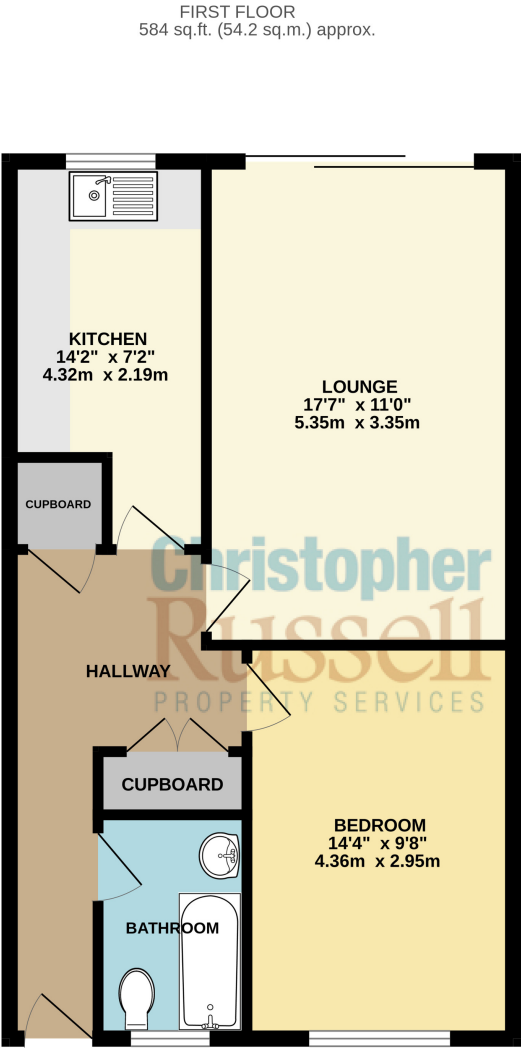 FIRST FLOOR
584 sq.ft. (54.2 sq.m.) approx.
KITCHEN
14'2" x 7'2"
4.32m x 2.19m
LOUNGE
17'7" x 11'0"
5.35m x 3.35m
CUPBOARD
Christopher
Russell
PROPERTY SERVICES
HALLWAY
CUPBOARD
BEDROOM
14'4" x 9'8"
4.36m x 2.95m
BATHROOM